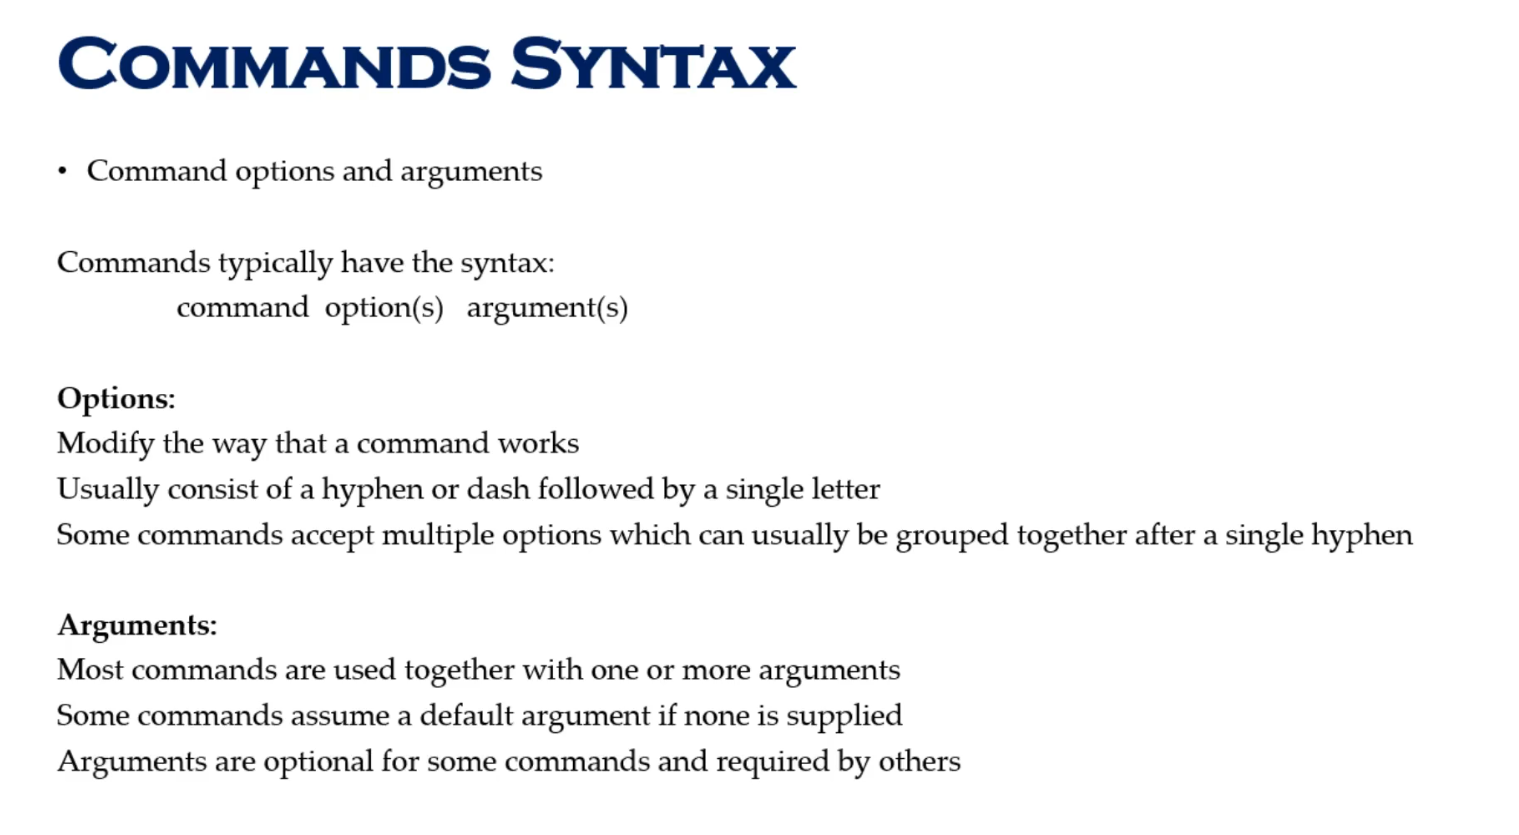 Commands Syntax
• Command options and arguments
Commands typically have the syntax:
command option(s) argument(s)
Options:
Modify the way that a command works
Usually consist of a hyphen or dash followed by a single letter
Some commands accept multiple options which can usually be grouped together after a single hyphen
Arguments:
Most commands are used together with one or more arguments
Some commands assume a default argument if none is supplied
Arguments are optional for some commands and required by others